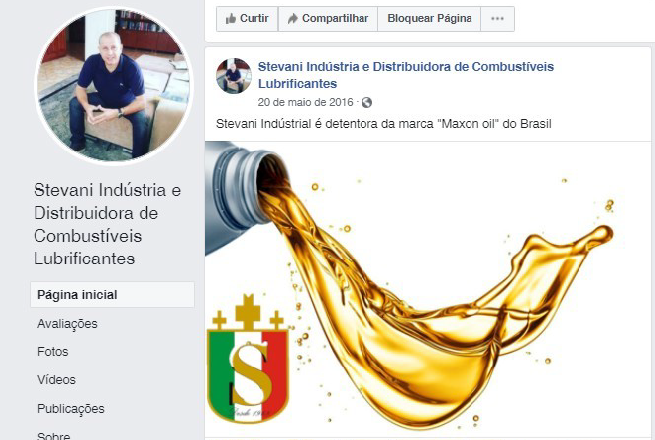 Curtir
Compartilhar
Bloquear Página
Stevani Indústria e Distribuidora de Combustíveis
Lubrificantes
20 de maio de 2016
Stevani Indústrial é detentora da marca "Maxcn oil" do Brasil
Stevani Indústria e
Distribuidora de
Combustíveis
Lubrificantes
Página inicial
Avaliações
Fotos
Vídeos
Publicações
Sobre
S